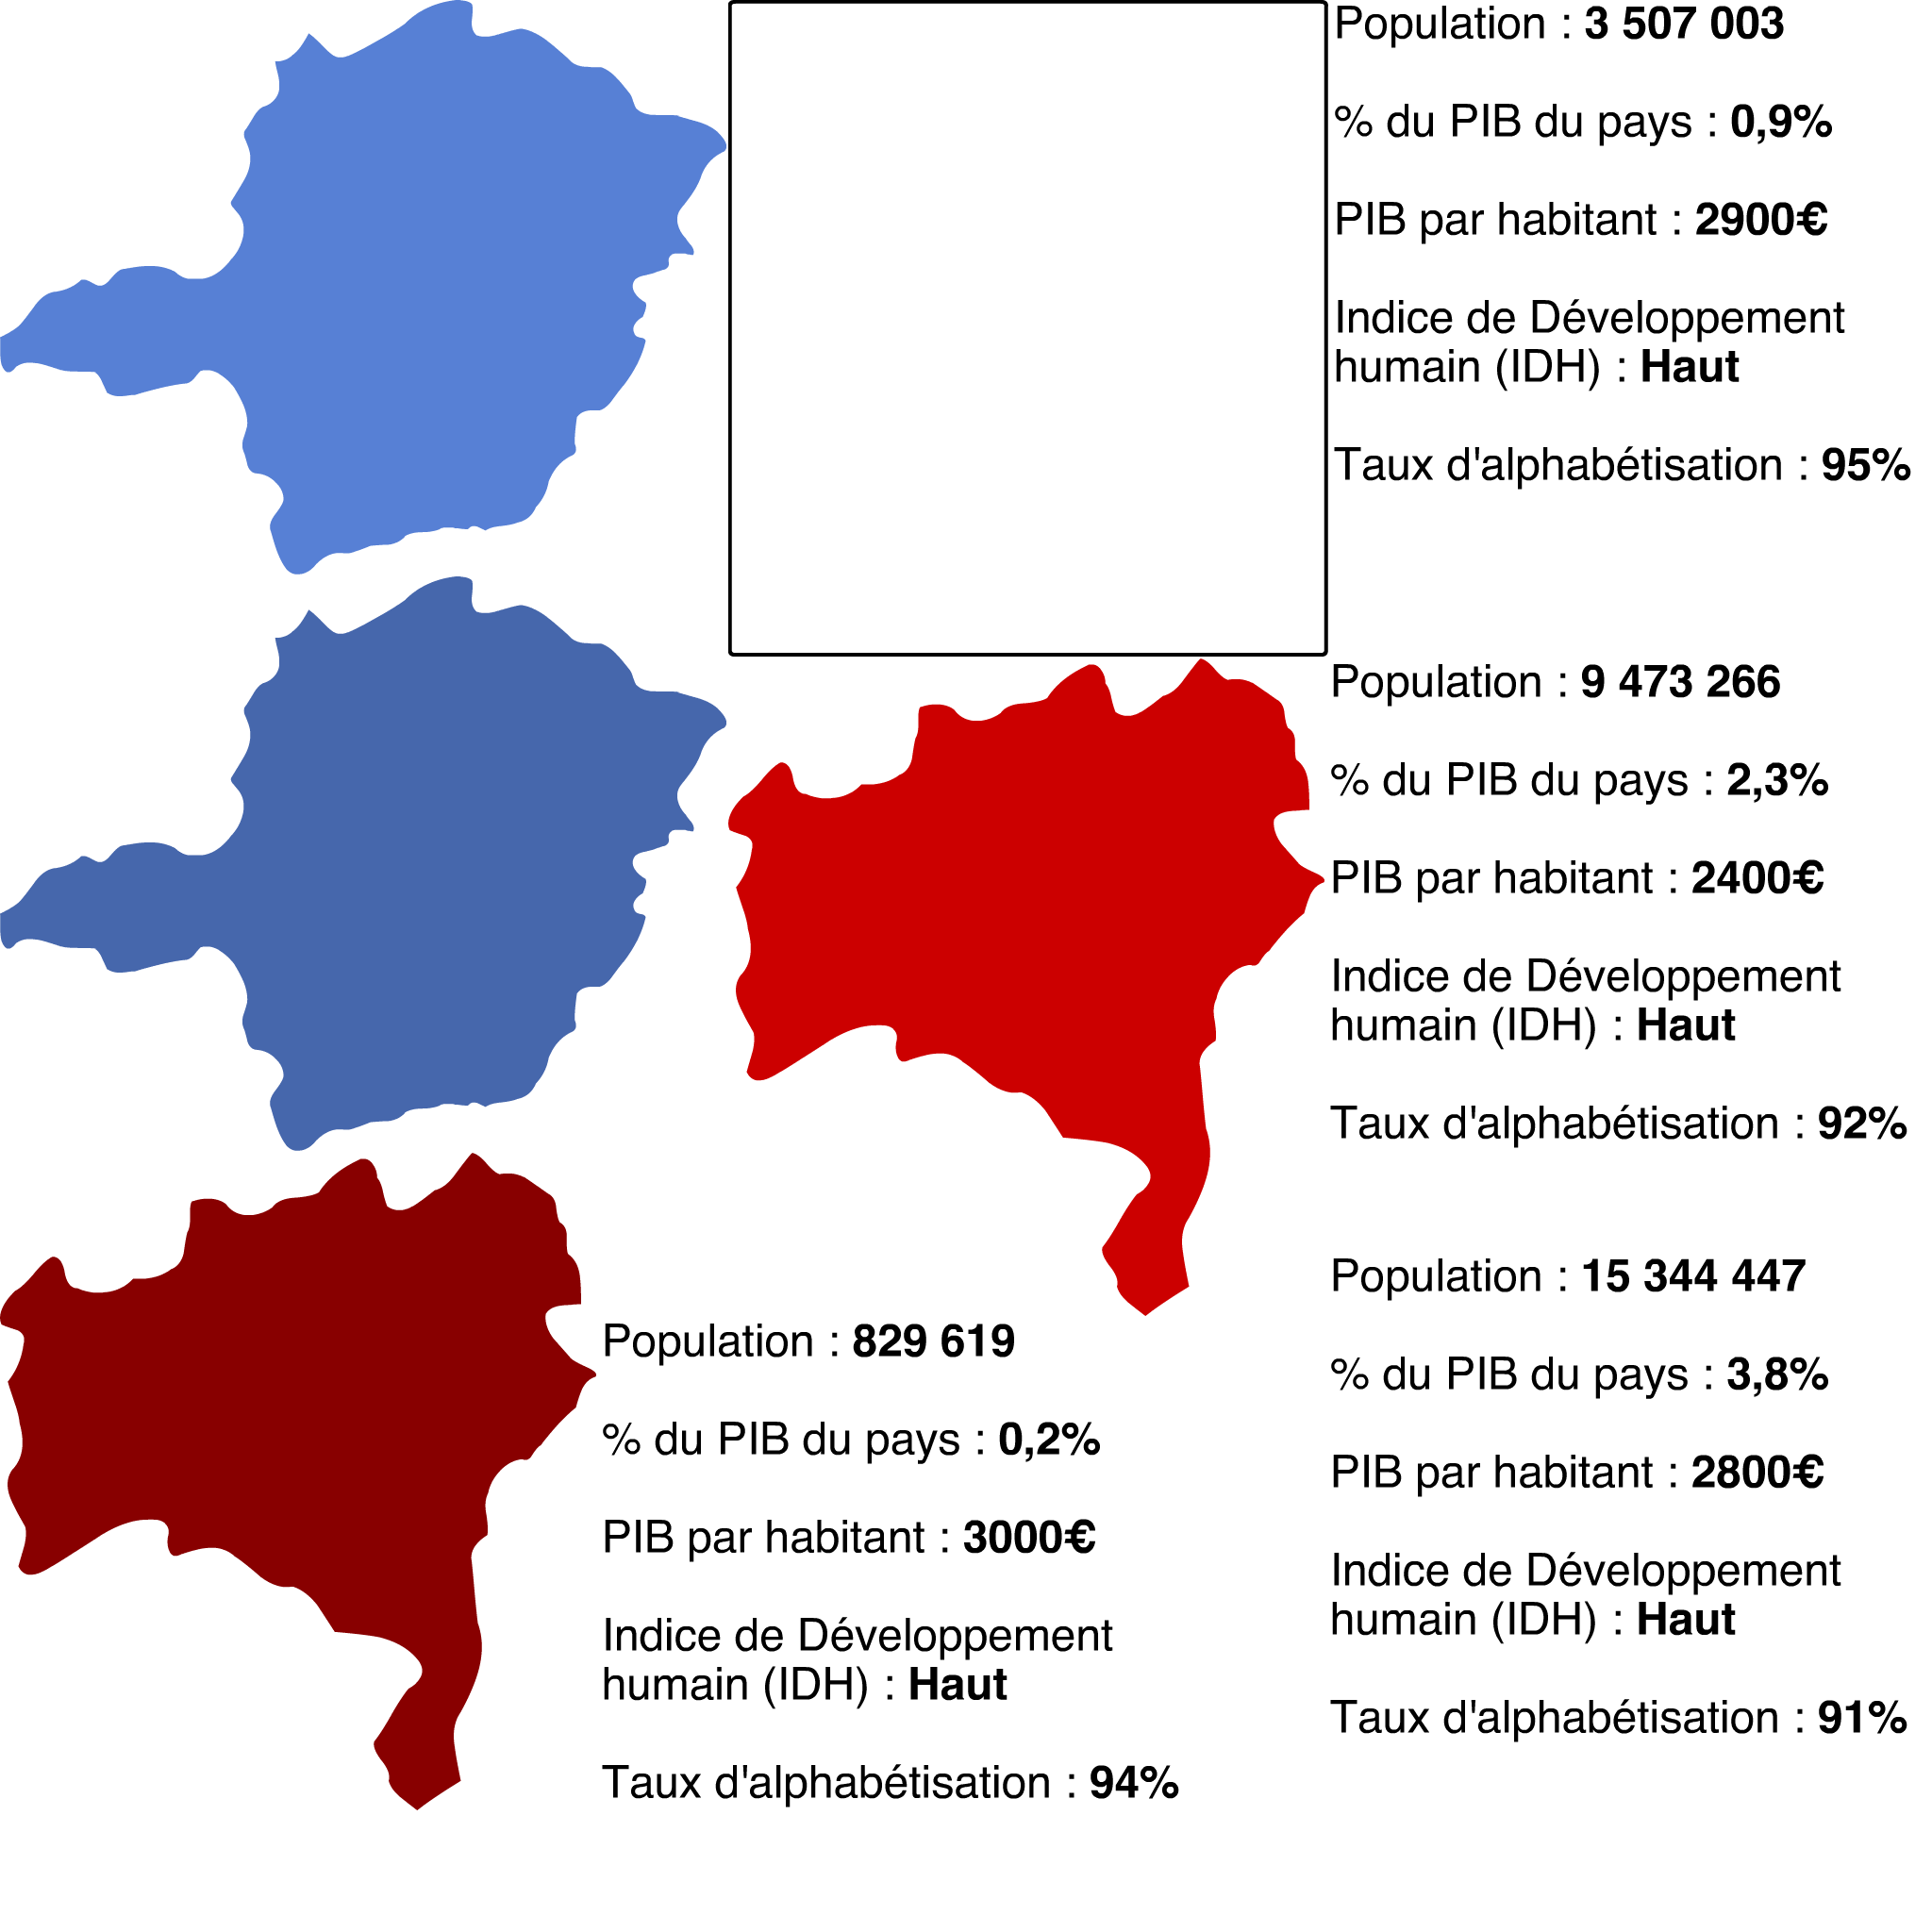 Population : 3 507 003
% du PIB du pays : 0,9%
PIB par habitant : 2900€
Indice de Développement
humain (IDH) : Haut
Taux d'alphabétisation : 95%
Population : 9 473 266
% du PIB du pays : 2,3%
PIB par habitant : 2400€
Indice de Développement
humain (IDH) : Haut
Taux d'alphabétisation : 92%
Population : 829 619
% du PIB du pays : 0,2%
PIB par habitant : 3000€
Indice de Développement
humain (IDH) : Haut
Taux d'alphabétisation : 94%
Population : 15 344 447
% du PIB du pays : 3,8%
PIB par habitant : 2800€
Indice de Développement
humain (IDH) : Haut
Taux d'alphabétisation : 91%